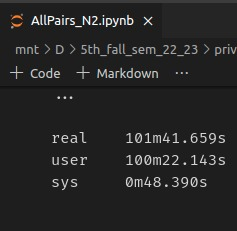 AllPairs_N2.ipynb ×
mnt > D > 5th_fall_sem_22_23 > priv
+ Code + Markdown ...
...
real 101m41.659s
user 100m22.143s
sys 0m48.390s